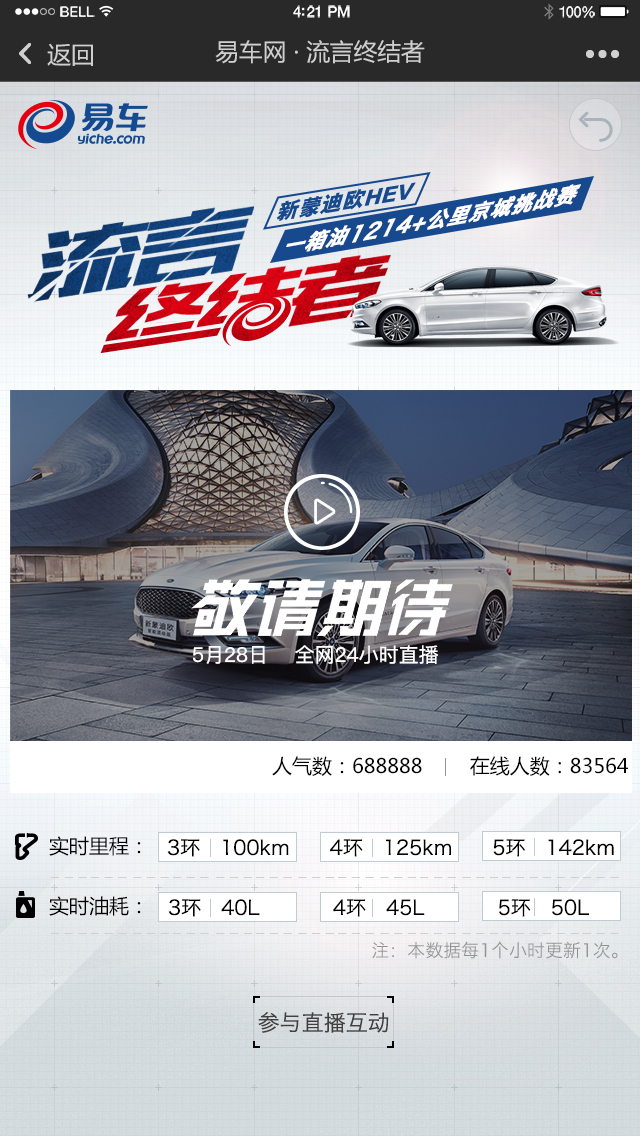 BELL 4:21 PM 100%
返回 易车网 · 流言终结者
易车
yiche.com
新蒙迪欧HEV
一箱油1214+公里京城挑战赛
流言
终结者
新蒙迪欧
敬请期待
5月28日 全网24小时直播
人气数：688888 | 在线人数：83564
实时里程： 3环 | 100km 4环 | 125km 5环 | 142km
实时油耗： 3环 | 40L 4环 | 45L 5环 | 50L
注：本数据每1个小时更新1次。
参与直播互动